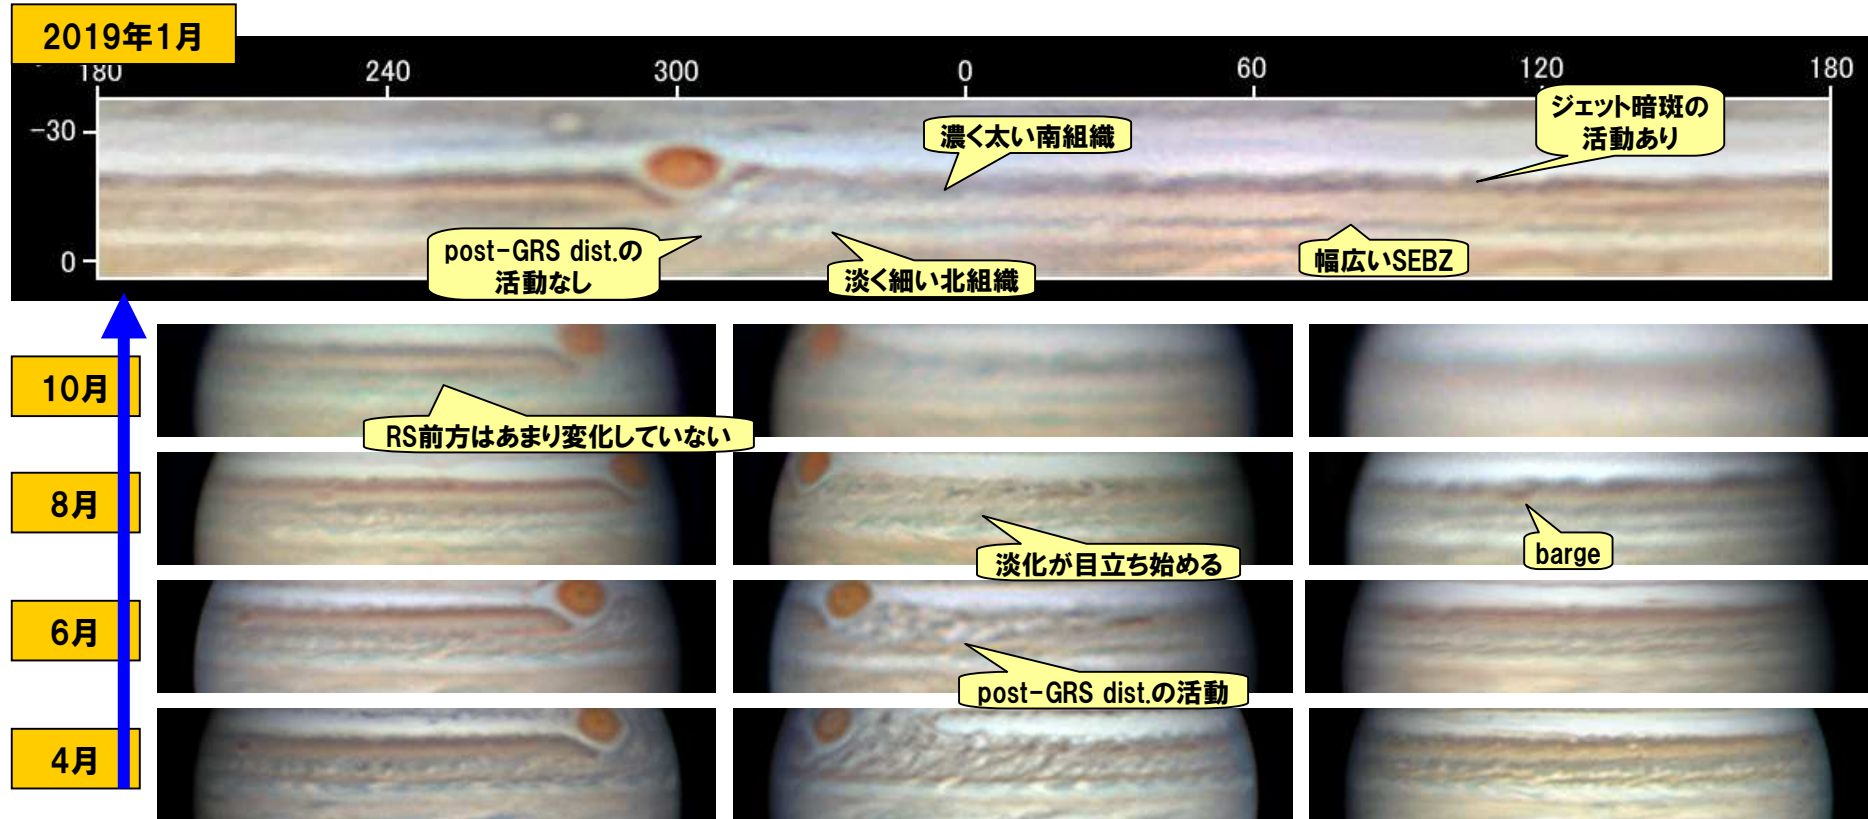 2019年1月
180 240 300 0 60 120 180
-30
0
濃く太い南組織
ジェット暗斑の
活動あり
post-GRS dist.の
活動なし
淡く細い北組織
幅広いSEBZ
10月
RS前方はあまり変化していない
8月
淡化が目立ち始める
barge
6月
post-GRS dist.の活動
4月